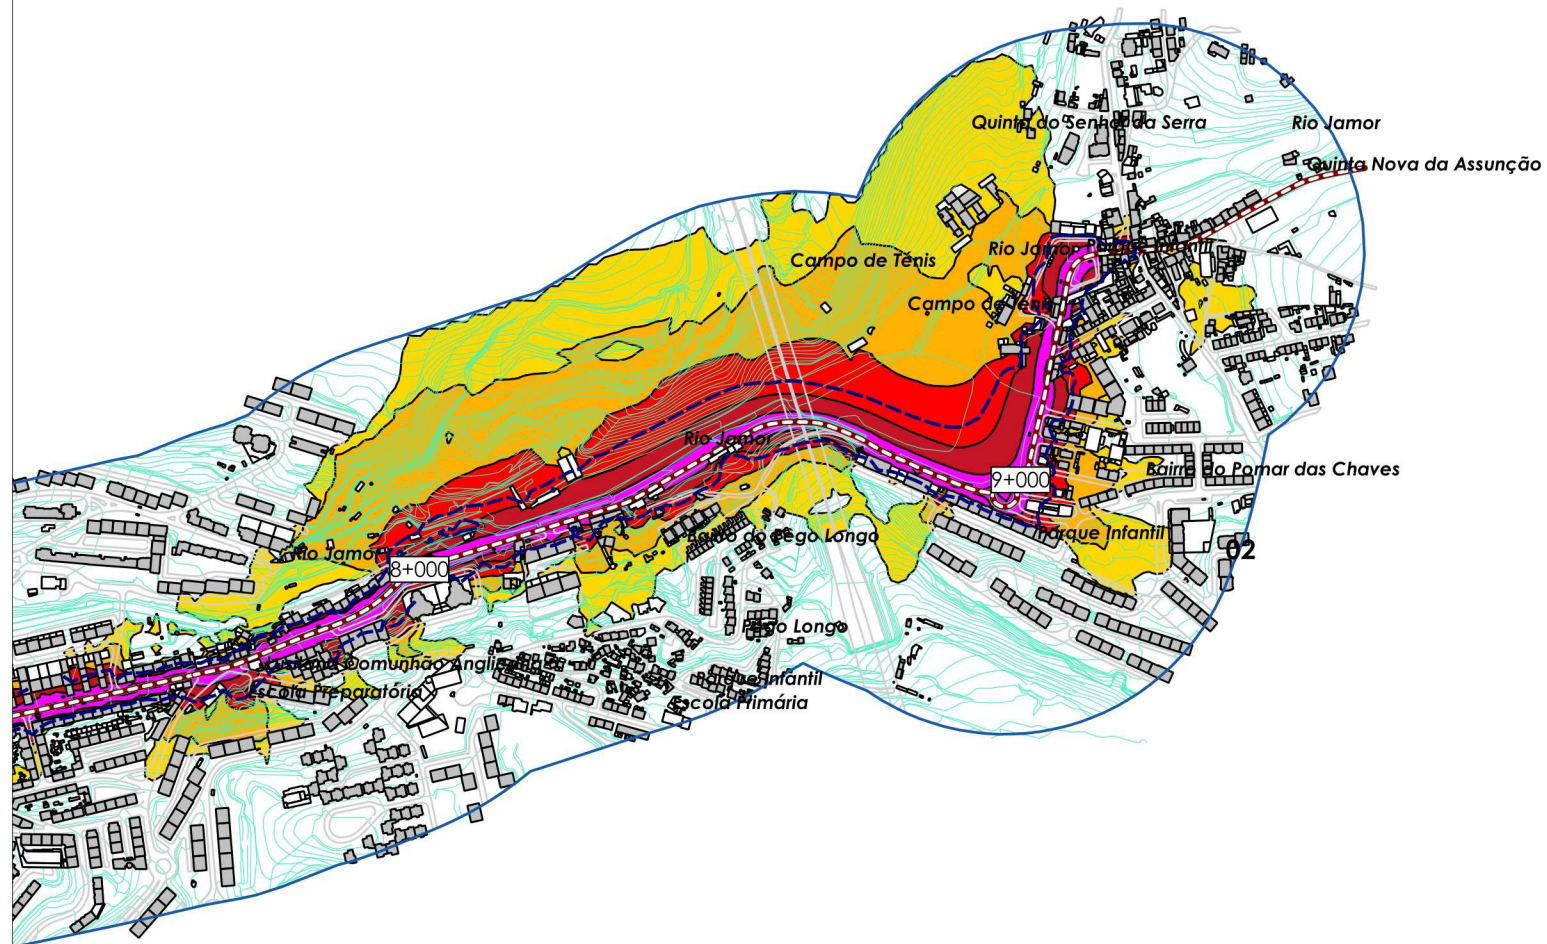 Quinta do Senhor da Serra
Rio Jamor
Quinta Nova da Assunção
Rio Jamor
Parque Infantil
Campo de Ténis
Campo de Ténis
Rio Jamor
Bairro do Pomar das Chaves
9+000
Parque Infantil
Bairro do Pego Longo
02
Rio Jamor
8+000
Pego Longo
Comunhão
Escola Preparatória
Parque Infantil
Escola Primária